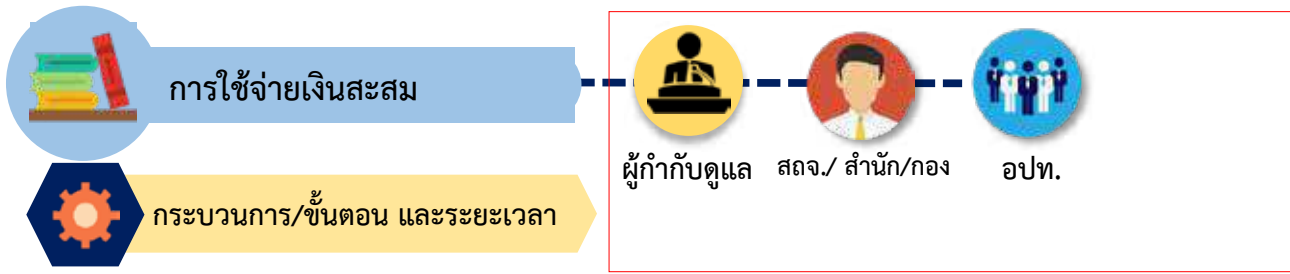 การใช้จ่ายเงินสะสม
ผู้กำกับดูแล
สถจ./ สำนัก/กอง
อปท.
กระบวนการ/ขั้นตอน และระยะเวลา